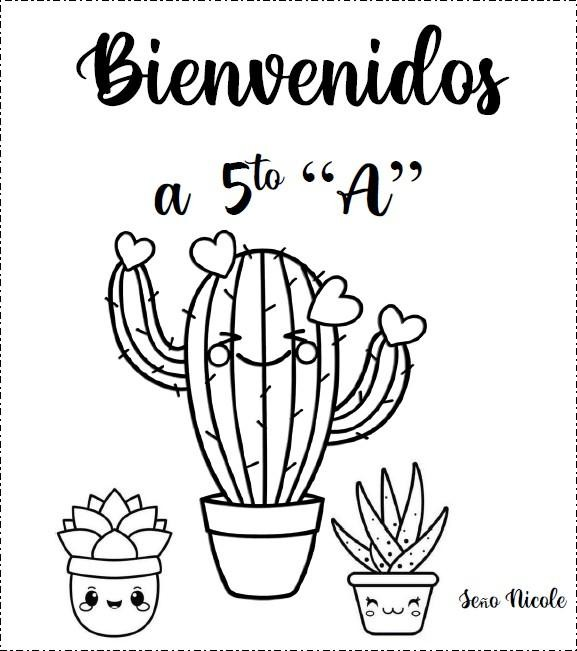 Bienvenidos
a 5to “A”
Seño Nicole